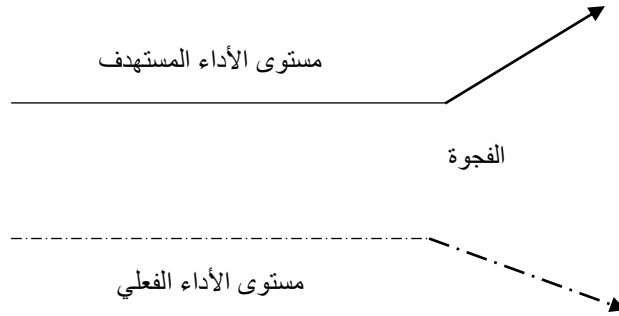 مستوى الأداء المستهدف
الفجوة
مستوى الأداء الفعلي